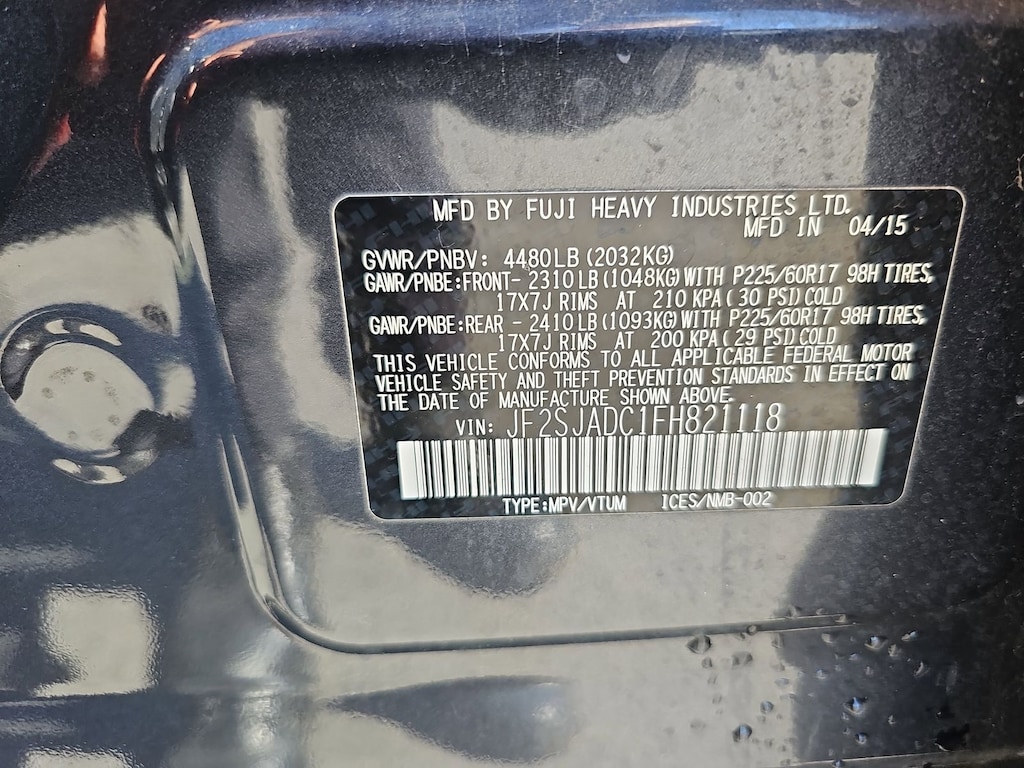 MFD BY FUJI HEAVY INDUSTRIES LTD.
MFD IN 04/15
GVWR/PNBV: 4480LB (2032KG)
GAWR/PNBE:FRONT- 2310 LB (1048KG) WITH P225/60R17 98H TIRES,
17X7J RIMS AT 210 KPA ( 30 PSI) COLD
GAWR/PNBE:REAR - 2410 LB (1093KG) WITH P225/60R17 98H TIRES,
17X7J RIMS AT 200 KPA ( 29 PSI) COLD
THIS VEHICLE CONFORMS TO ALL APPLICABLE FEDERAL MOTOR
VEHICLE SAFETY AND THEFT PREVENTION STANDARDS IN EFFECT ON
THE DATE OF MANUFACTURE SHOWN ABOVE.
VIN: JF2SJADC1FH821118
TYPE:MPV/VTUM ICES/NMB-002